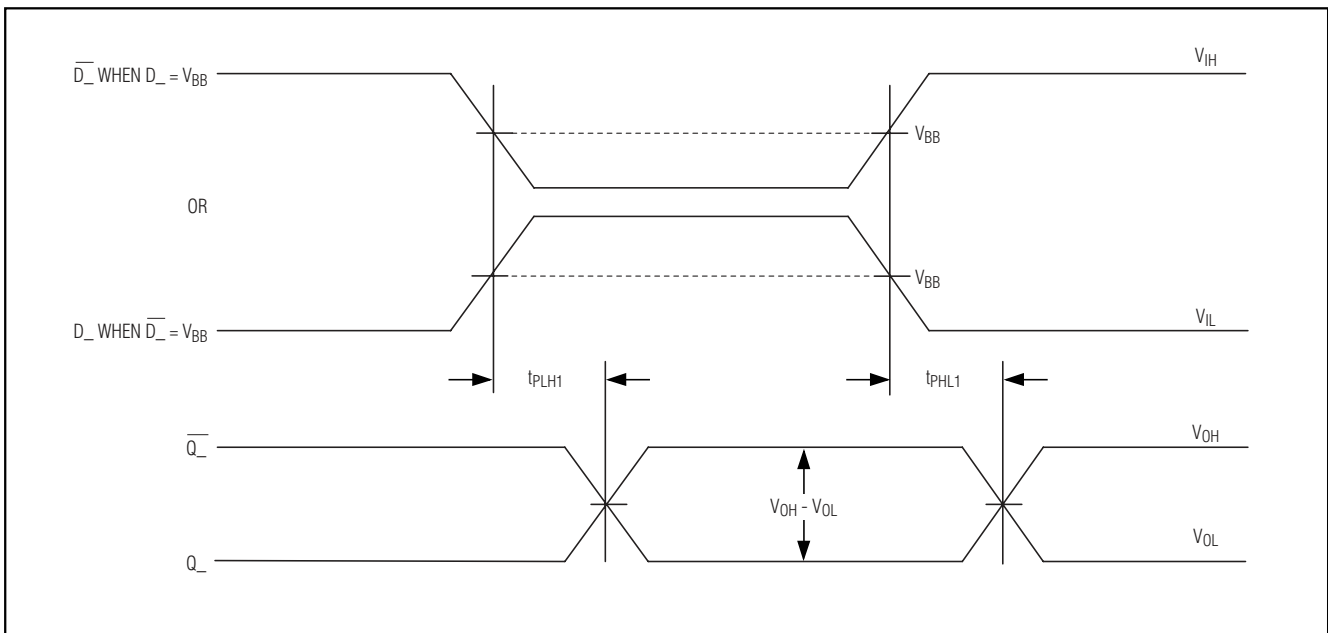 D̅_̅ WHEN D_ = VBB
VIH
VBB
OR
VBB
D_ WHEN D̅_̅ = VBB
VIL
tPLH1
tPHL1
Q̅_̅
VOH
VOH - VOL
Q_
VOL